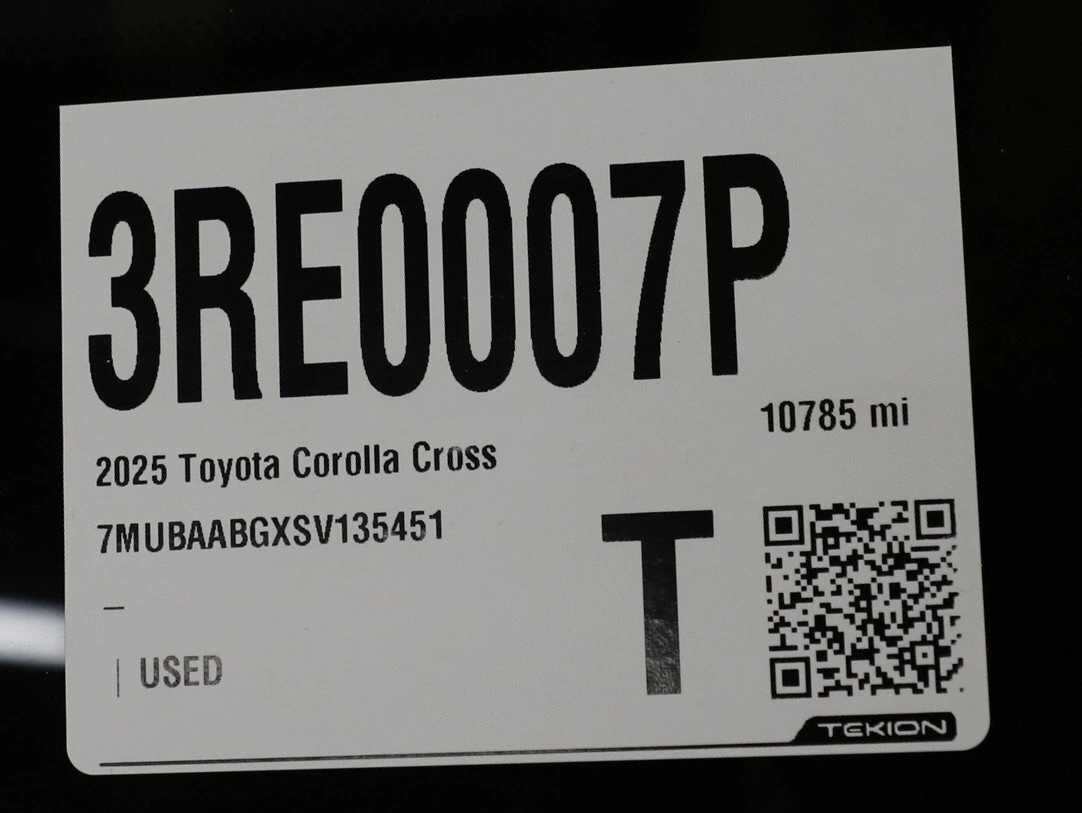 3RE0007P
10785 mi
2025 Toyota Corolla Cross
7MUBAABGXSV135451
T
–
| USED
TEKION